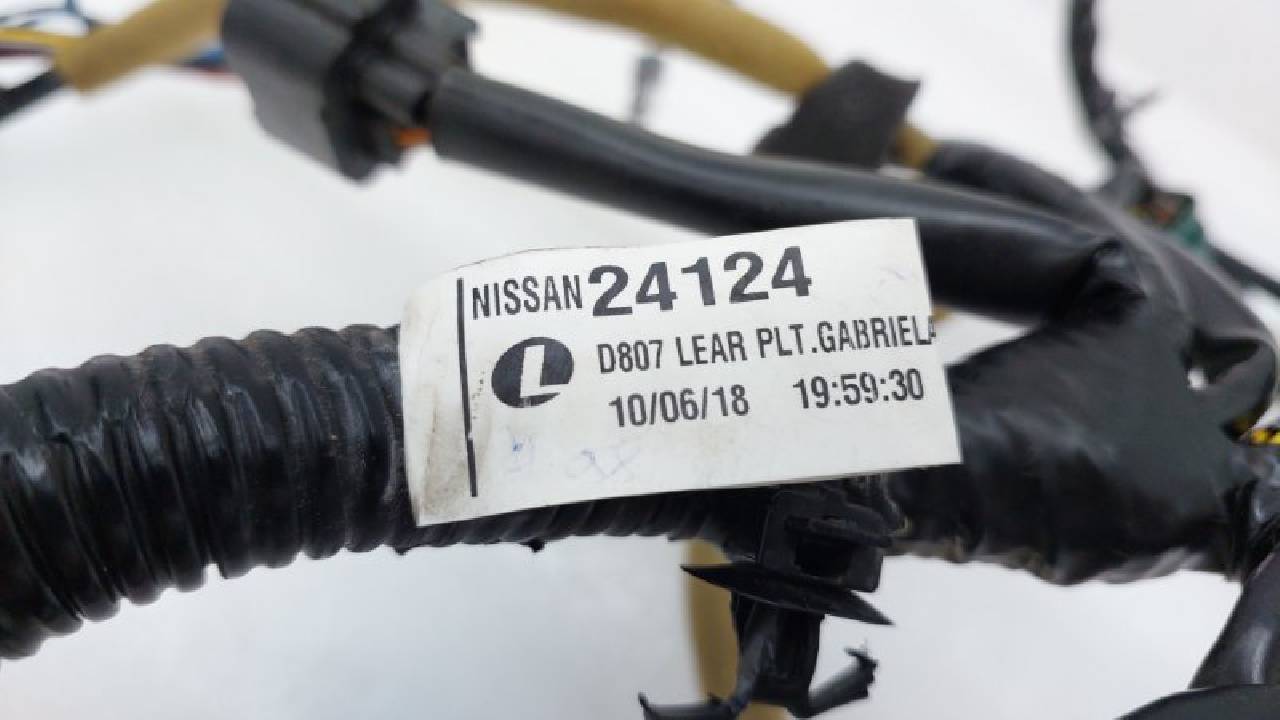 NISSAN 24124
L D807 LEAR PLT.GABRIELA
10/06/18 19:59:30